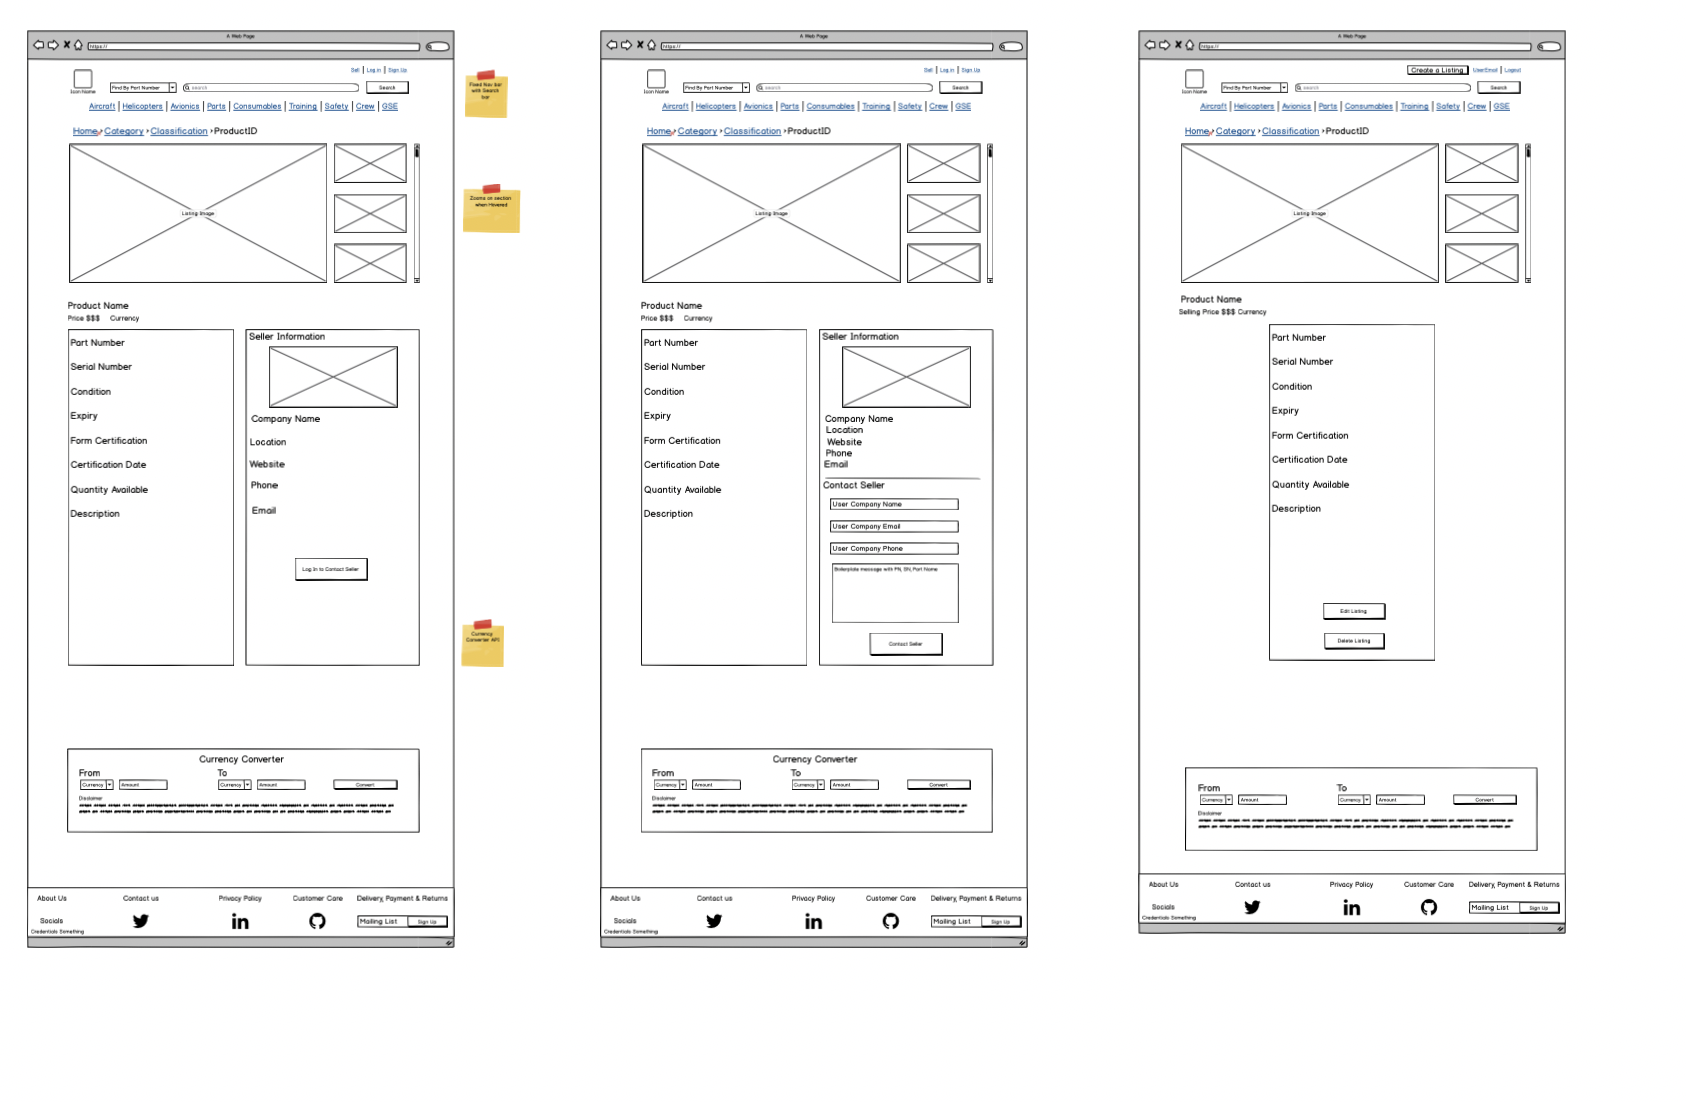 A Web Page
https://
Sell | Log in | Sign Up
Icon Name
Find By Part Number
search
Search
Aircraft | Helicopters | Avionics | Parts | Consumables | Training | Safety | Crew | GSE
Home > Category > Classification > ProductID
Listing Image
Product Name
Price $$$ Currency
Part Number
Serial Number
Condition
Expiry
Form Certification
Certification Date
Quantity Available
Description
Seller Information
Company Name
Location
Website
Phone
Email
Log In to Contact Seller
Currency Converter
From
To
Currency
Amount
Currency
Amount
Convert
Disclaimer
About Us
Contact us
Privacy Policy
Customer Care
Delivery, Payment & Returns
Socials
Mailing List
Sign Up
Credentials Something
Fixed Nav bar
with Search
bar
Zooms on section
when Hovered
Currency
Converter API
A Web Page
https://
Sell | Log in | Sign Up
Icon Name
Find By Part Number
search
Search
Aircraft | Helicopters | Avionics | Parts | Consumables | Training | Safety | Crew | GSE
Home > Category > Classification > ProductID
Listing Image
Product Name
Price $$$ Currency
Part Number
Serial Number
Condition
Expiry
Form Certification
Certification Date
Quantity Available
Description
Seller Information
Company Name
Location
Website
Phone
Email
Contact Seller
User Company Name
User Company Email
User Company Phone
message with PN, SN, Part Name
Contact Seller
Currency Converter
From
To
Currency
Amount
Currency
Amount
Convert
Disclaimer
About Us
Contact us
Privacy Policy
Customer Care
Delivery, Payment & Returns
Socials
Mailing List
Sign Up
Credentials Something
A Web Page
https://
Create a Listing | UserEmail | Logout
Icon Name
Find By Part Number
search
Search
Aircraft | Helicopters | Avionics | Parts | Consumables | Training | Safety | Crew | GSE
Home > Category > Classification > ProductID
Listing Image
Product Name
Selling Price $$$ Currency
Part Number
Serial Number
Condition
Expiry
Form Certification
Certification Date
Quantity Available
Description
Edit Listing
Delete Listing
From
To
Currency
Amount
Currency
Amount
Convert
Disclaimer
About Us
Contact us
Privacy Policy
Customer Care
Delivery, Payment & Returns
Socials
Mailing List
Sign Up
Credentials Something